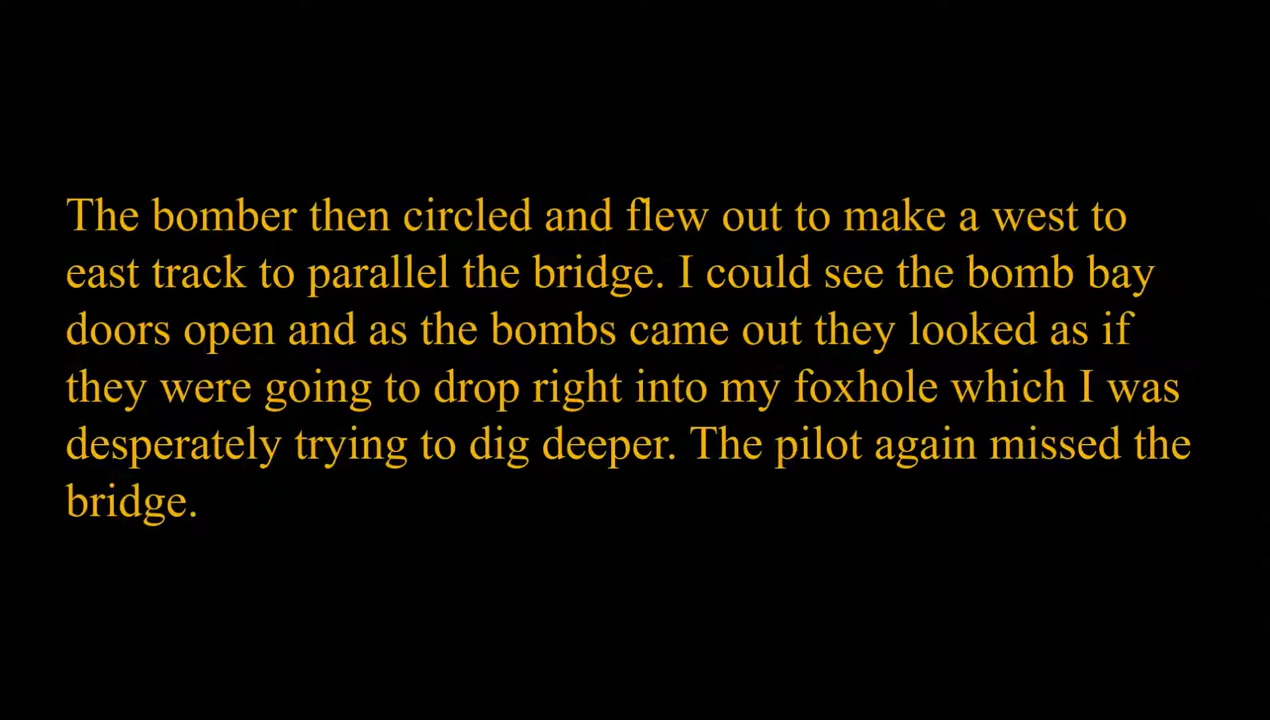 The bomber then circled and flew out to make a west to
east track to parallel the bridge. I could see the bomb bay
doors open and as the bombs came out they looked as if
they were going to drop right into my foxhole which I was
desperately trying to dig deeper. The pilot again missed the
bridge.